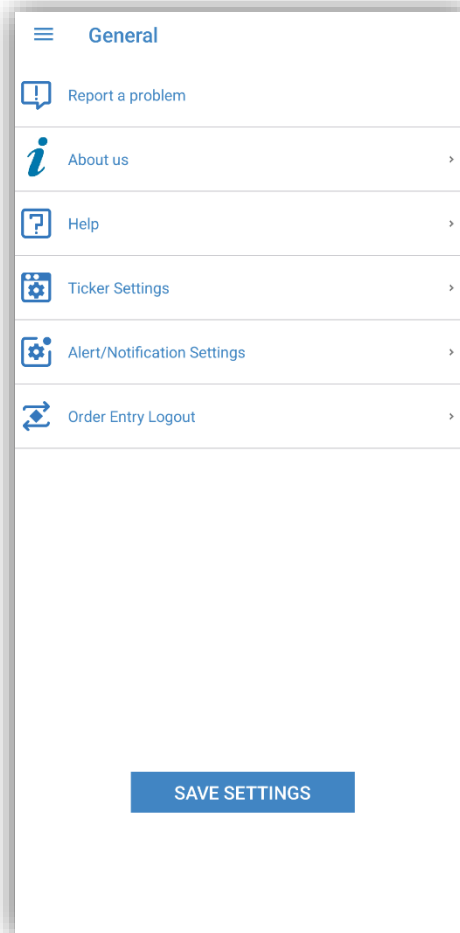 General
Report a problem
About us
Help
Ticker Settings
Alert/Notification Settings
Order Entry Logout
SAVE SETTINGS